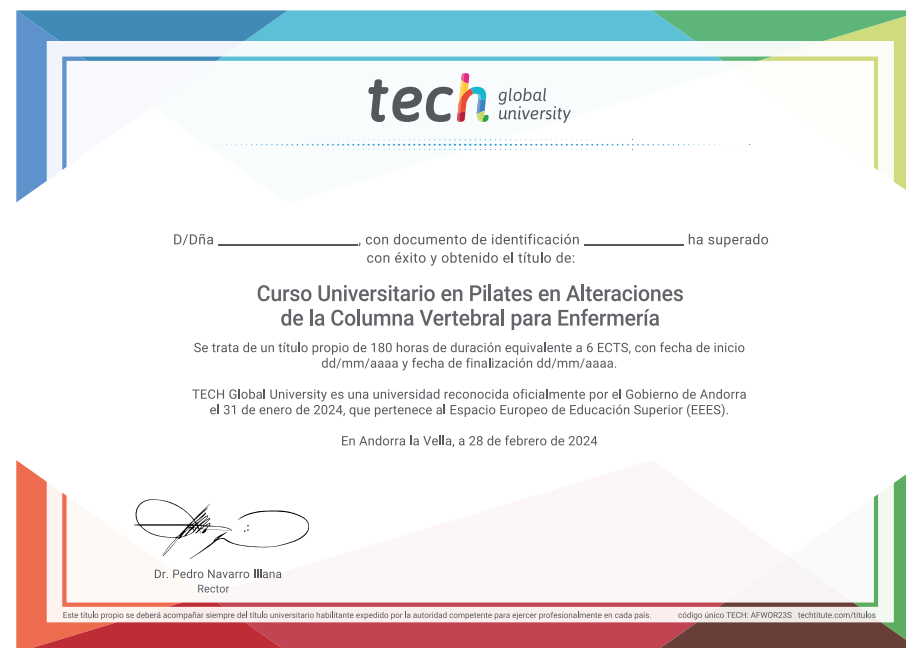 tech global university
D/Dña ____________________, con documento de identificación ______________ ha superado
con éxito y obtenido el título de:
Curso Universitario en Pilates en Alteraciones
de la Columna Vertebral para Enfermería
Se trata de un título propio de 180 horas de duración equivalente a 6 ECTS, con fecha de inicio
dd/mm/aaaa y fecha de finalización dd/mm/aaaa.
TECH Global University es una universidad reconocida oficialmente por el Gobierno de Andorra
el 31 de enero de 2024, que pertenece al Espacio Europeo de Educación Superior (EEES).
En Andorra la Vella, a 28 de febrero de 2024
Dr. Pedro Navarro Illana
Rector
Este título propio se deberá acompañar siempre del título universitario habilitante expedido por la autoridad competente para ejercer profesionalmente en cada país. código único TECH: AFWOR23S techtitute.com/titulos